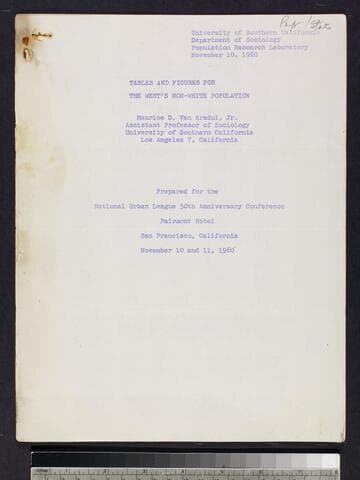 University of Southern California
Department of Sociology
Population Research Laboratory
November 10, 1960
TABLES AND FIGURES FOR
THE WEST'S NON-WHITE POPULATION
Maurice D. Van Arsdol, Jr.
Assistant Professor of Sociology
University of Southern California
Los Angeles 7, California
Prepared for the
National Urban League 50th Anniversary Conference
Fairmont Hotel
San Francisco, California
November 10 and 11, 1960